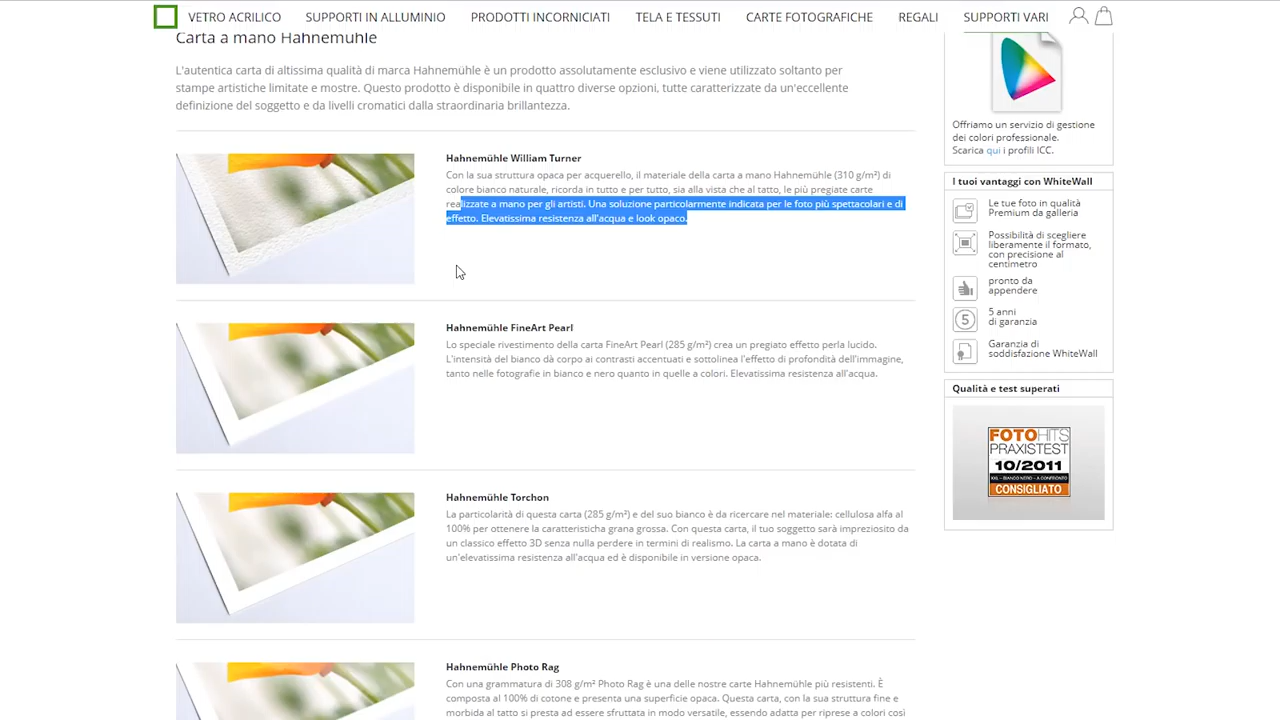 VETRO ACRILICO SUPPORTI IN ALLUMINIO PRODOTTI INCORNICIATI TELA E TESSUTI CARTE FOTOGRAFICHE REGALI SUPPORTI VARI
Carta a mano Hahnemühle
L'autentica carta di altissima qualità di marca Hahnemühle è un prodotto assolutamente esclusivo e viene utilizzato soltanto per
stampe artistiche limitate e mostre. Questo prodotto è disponibile in quattro diverse opzioni, tutte caratterizzate da un'eccellente
definizione del soggetto e da livelli cromatici dalla straordinaria brillantezza.
Hahnemühle William Turner
Con la sua struttura opaca per acquerello, il materiale della carta a mano Hahnemühle (310 g/m²) di
colore bianco naturale, ricorda in tutto e per tutto, sia alla vista che al tatto, le più pregiate carte
realizzate a mano per gli artisti. Una soluzione particolarmente indicata per le foto più spettacolari e di
effetto. Elevatissima resistenza all'acqua e look opaco.
Hahnemühle FineArt Pearl
Lo speciale rivestimento della carta FineArt Pearl (285 g/m²) crea un pregiato effetto perla lucido.
L'intensità del bianco dà corpo ai contrasti accentuati e sottolinea l'effetto di profondità dell'immagine,
tanto nelle fotografie in bianco e nero quanto in quelle a colori. Elevatissima resistenza all'acqua.
Hahnemühle Torchon
La particolarità di questa carta (285 g/m²) e del suo bianco è da ricercare nel materiale: cellulosa alfa al
100% per ottenere la caratteristicha grana grossa. Con questa carta, il tuo soggetto sarà impreziosito da
un classico effetto 3D senza nulla perdere in termini di realismo. La carta a mano è dotata di
un'elevatissima resistenza all'acqua ed è disponibile in versione opaca.
Hahnemühle Photo Rag
Con una grammatura di 308 g/m² Photo Rag è una delle nostre carte Hahnemühle più resistenti. È
composta al 100% di cotone e presenta una superficie opaca. Questa carta, con la sua struttura fine e
morbida al tatto si presta ad essere sfruttata in modo versatile, essendo adatta per riprese a colori così
Offriamo un servizio di gestione
dei colori professionale.
Scarica qui i profili ICC.
I tuoi vantaggi con WhiteWall
Le tue foto in qualità
Premium da galleria
Possibilità di scegliere
liberamente il formato,
con precisione al
centimetro
pronto da
appendere
5
5 anni
di garanzia
Garanzia di
soddisfazione WhiteWall
Qualità e test superati
FOTOHITS
PRAXISTEST
10/2011
XXL – BIANCO NERO – A CONFRONTO
CONSIGLIATO